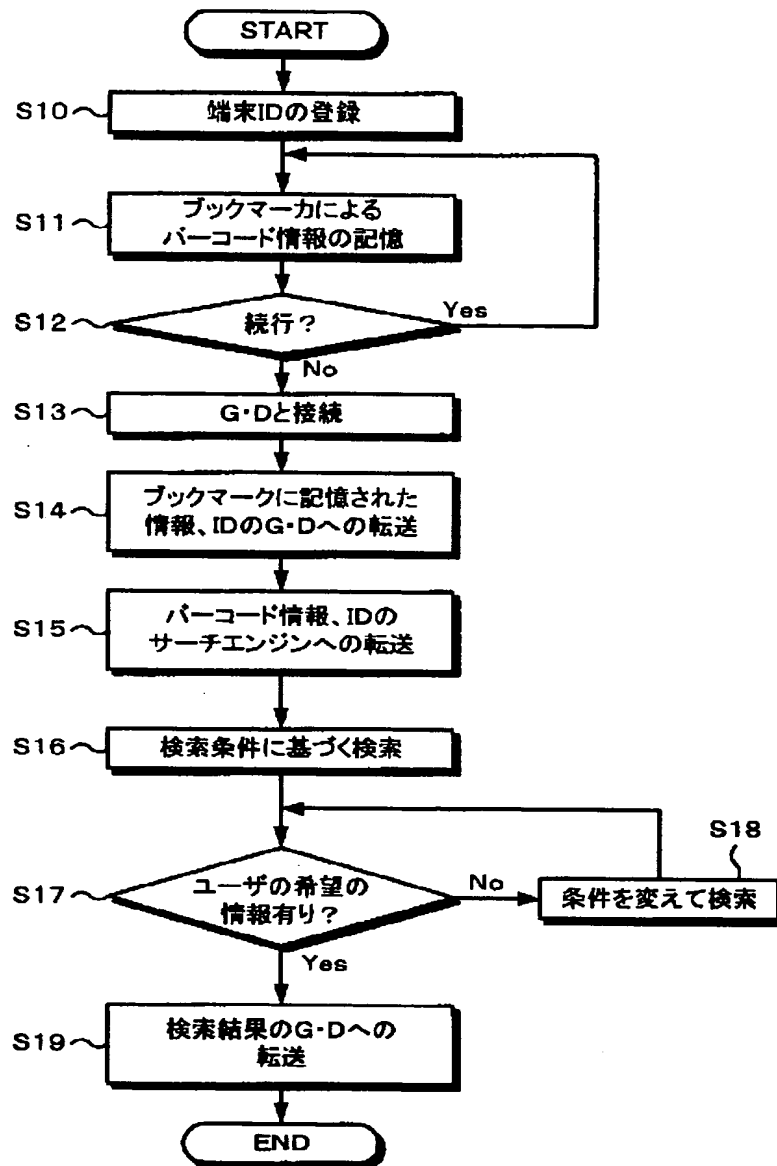 START
S10
端末IDの登録
S11
ブックマーカによる
バーコード情報の記憶
S12
続行?
Yes
No
S13
G・Dと接続
S14
ブックマークに記憶された
情報、IDのG・Dへの転送
S15
バーコード情報、IDの
サーチエンジンへの転送
S16
検索条件に基づく検索
S18
S17
ユーザの希望の
情報有り?
No
条件を変えて検索
Yes
S19
検索結果のG・Dへの
転送
END